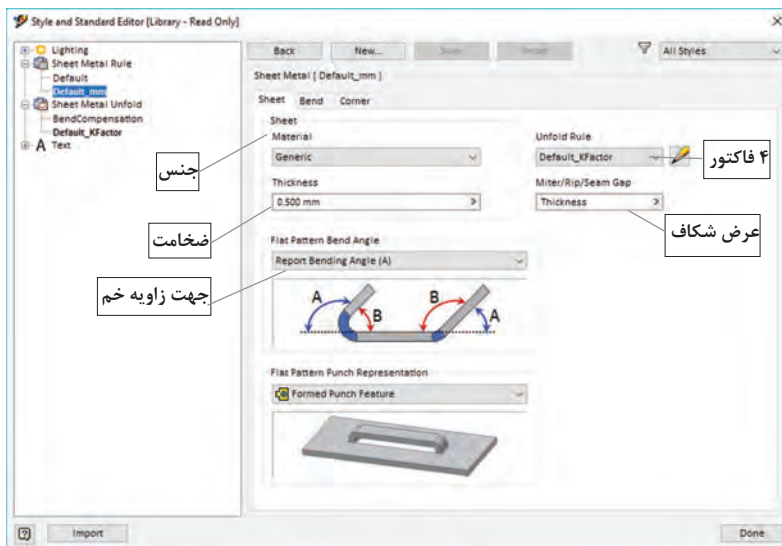 Style and Standard Editor [Library - Read Only]
Lighting
Sheet Metal Rule
Default
Default_mm
Sheet Metal Unfold
BendCompensation
Default_KFactor
A Text
Back
New...
Save
Reset
All Styles
Sheet Metal [ Default_mm ]
Sheet Bend Corner
Sheet
Material
Generic
Unfold Rule
Default_KFactor
Thickness
0.500 mm
Miter/Rip/Seam Gap
Thickness
Flat Pattern Bend Angle
Report Bending Angle (A)
A B B A
Flat Pattern Punch Representation
Formed Punch Feature
جنس
ضخامت
جهت زاویه خم
۴ فاکتور
عرض شکاف
?
Import
Done